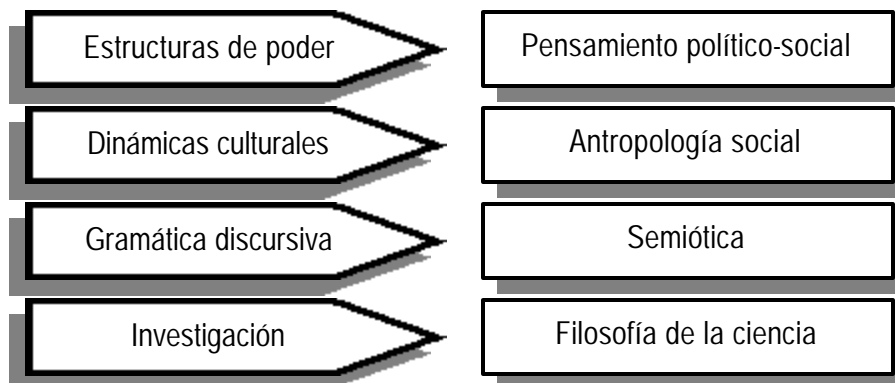 Estructuras de poder
Pensamiento político-social
Dinámicas culturales
Antropología social
Gramática discursiva
Semiótica
Investigación
Filosofía de la ciencia